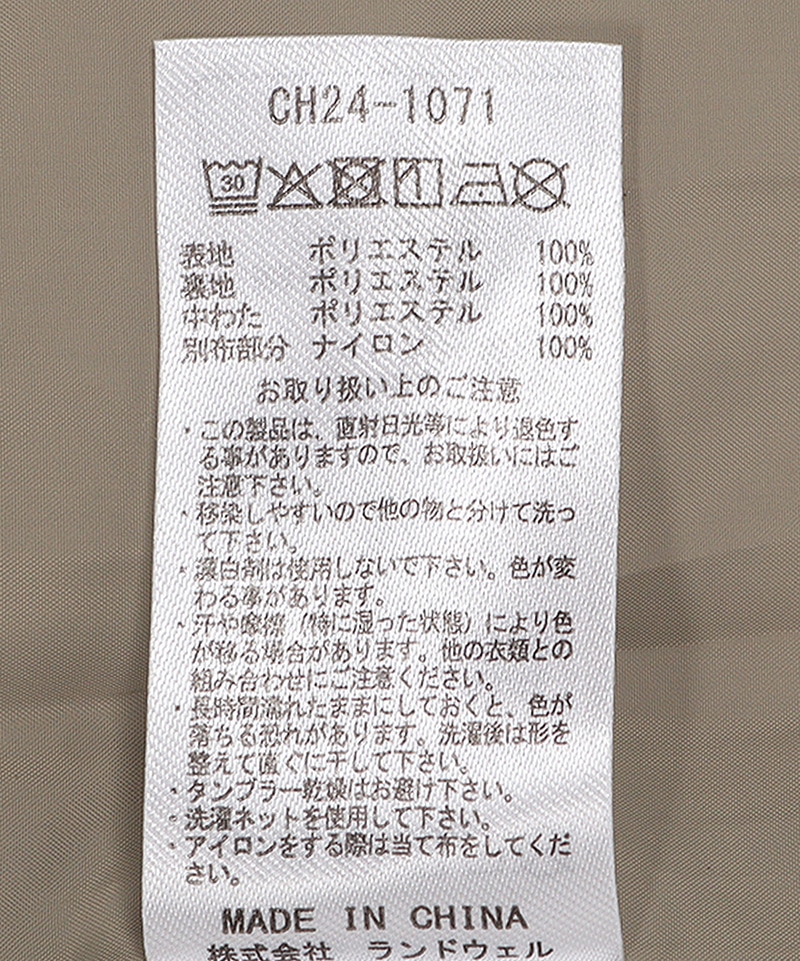 CH24-1071
30
表地 ポリエステル 100%
裏地 ポリエステル 100%
中わた ポリエステル 100%
別布部分 ナイロン 100%
お取り扱い上のご注意
・この製品は、直射日光等により退色す
る事がありますので、お取扱いにはご
注意下さい。
・移染しやすいので他の物と分けて洗っ
て下さい。
・漂白剤は使用しないで下さい。色が変
わる事があります。
・汗や摩擦（特に湿った状態）により色
が移る場合があります。他の衣類との
組み合わせにご注意ください。
・長時間濡れたままにしておくと、色が
落ちる恐れがあります。洗濯後は形を
整えて直ぐに干して下さい。
・タンブラー乾燥はお避け下さい。
・洗濯ネットを使用して下さい。
・アイロンをする際は当て布をしてくだ
さい。
MADE IN CHINA
株式会社 ランドウェル